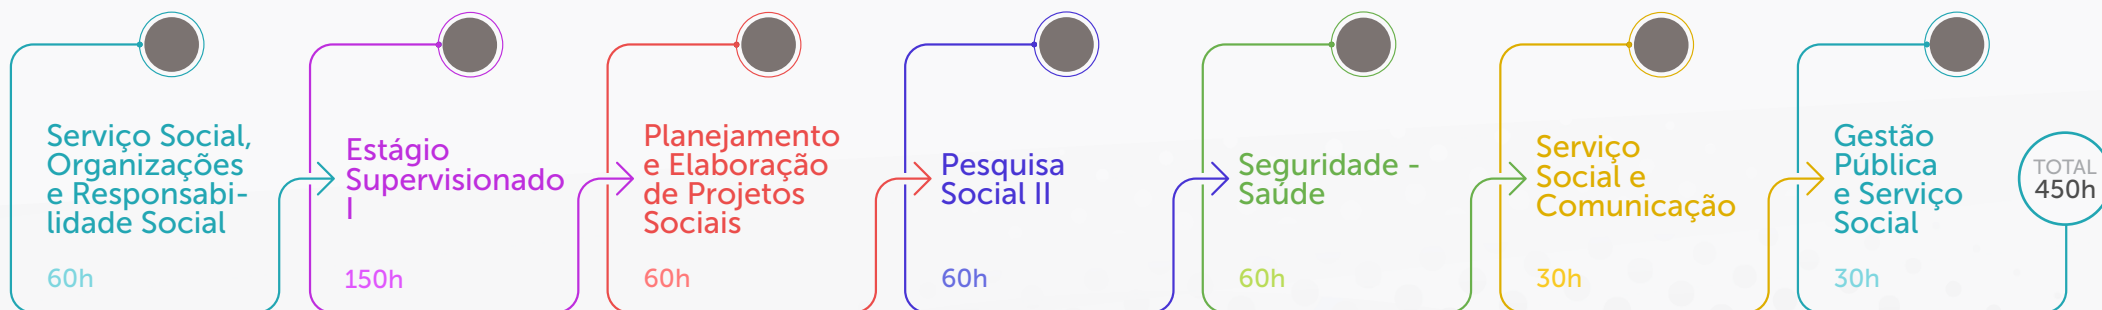 Serviço Social,
Organizações
e Responsabi-
lidade Social
60h
Estágio
Supervisionado
I
150h
Planejamento
e Elaboração
de Projetos
Sociais
60h
Pesquisa
Social II
60h
Seguridade -
Saúde
60h
Serviço
Social e
Comunicação
30h
Gestão
Pública
e Serviço
Social
30h
TOTAL
450h